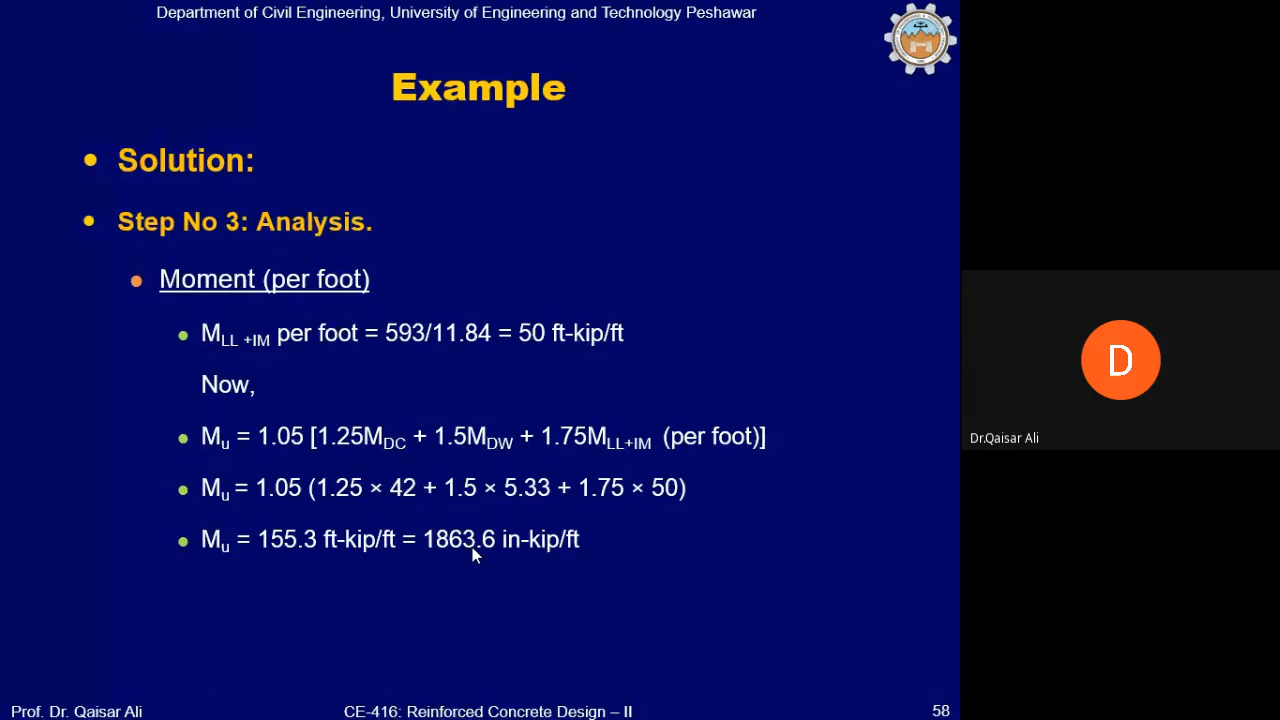 Department of Civil Engineering, University of Engineering and Technology Peshawar
Example
• Solution:
• Step No 3: Analysis.
• Moment (per foot)
• M_LL +IM per foot = 593/11.84 = 50 ft-kip/ft
Now,
• M_u = 1.05 [1.25M_DC + 1.5M_DW + 1.75M_LL+IM (per foot)]
• M_u = 1.05 (1.25 × 42 + 1.5 × 5.33 + 1.75 × 50)
• M_u = 155.3 ft-kip/ft = 1863.6 in-kip/ft
D
Dr.Qaisar Ali
Prof. Dr. Qaisar Ali
CE-416: Reinforced Concrete Design – II
58